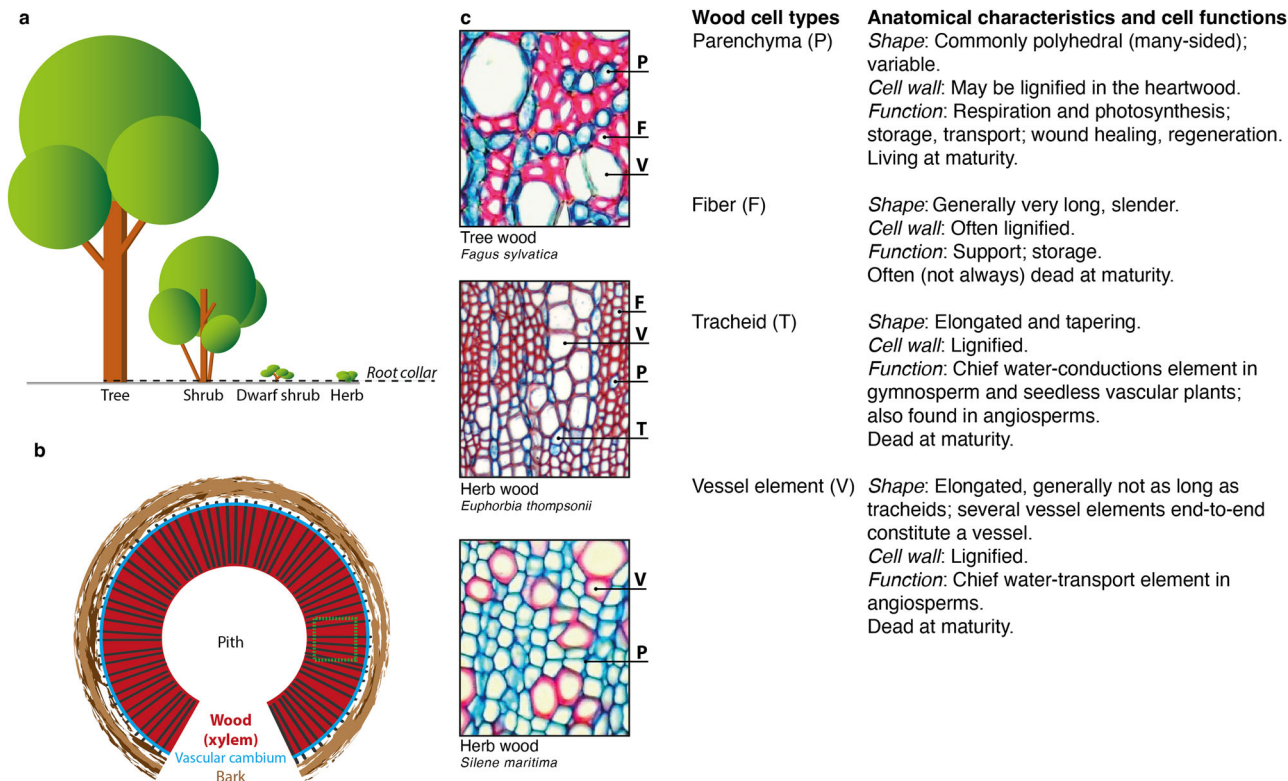 a
Tree
Shrub
Dwarf shrub
Herb
Root collar
b
Pith
Wood
(xylem)
Vascular cambium
Bark
c
P
F
V
Tree wood
Fagus sylvatica
F
V
P
T
Herb wood
Euphorbia thompsonii
V
P
Herb wood
Silene maritima
Wood cell types
Anatomical characteristics and cell functions
Parenchyma (P)
Shape: Commonly polyhedral (many-sided);
variable.
Cell wall: May be lignified in the heartwood.
Function: Respiration and photosynthesis;
storage, transport; wound healing, regeneration.
Living at maturity.
Fiber (F)
Shape: Generally very long, slender.
Cell wall: Often lignified.
Function: Support; storage.
Often (not always) dead at maturity.
Tracheid (T)
Shape: Elongated and tapering.
Cell wall: Lignified.
Function: Chief water-conductions element in
gymnosperm and seedless vascular plants;
also found in angiosperms.
Dead at maturity.
Vessel element (V)
Shape: Elongated, generally not as long as
tracheids; several vessel elements end-to-end
constitute a vessel.
Cell wall: Lignified.
Function: Chief water-transport element in
angiosperms.
Dead at maturity.